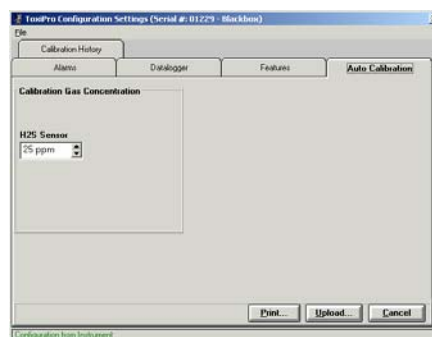 ToxiPro Configuration Settings (Serial #: 01229 - Blackbox)
File
Calibration History
Alarms Datalogger Features Auto Calibration
Calibration Gas Concentration
H2S Sensor
25 ppm
Print... Upload... Cancel
Configuration from Instrument